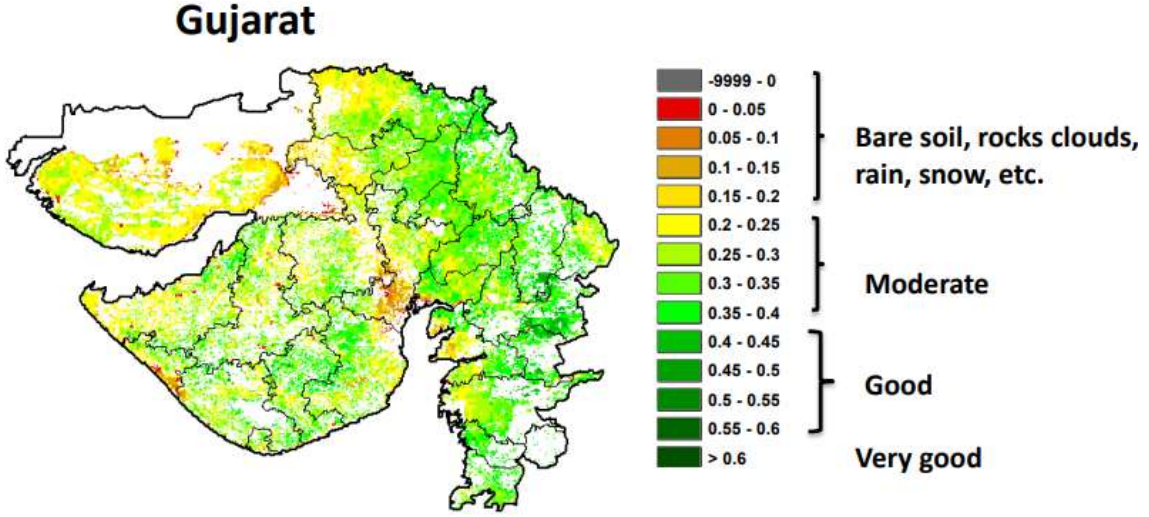 Gujarat
-9999 - 0
0 - 0.05
0.05 - 0.1
0.1 - 0.15
0.15 - 0.2
0.2 - 0.25
0.25 - 0.3
0.3 - 0.35
0.35 - 0.4
0.4 - 0.45
0.45 - 0.5
0.5 - 0.55
0.55 - 0.6
> 0.6
Bare soil, rocks clouds,
rain, snow, etc.
Moderate
Good
Very good